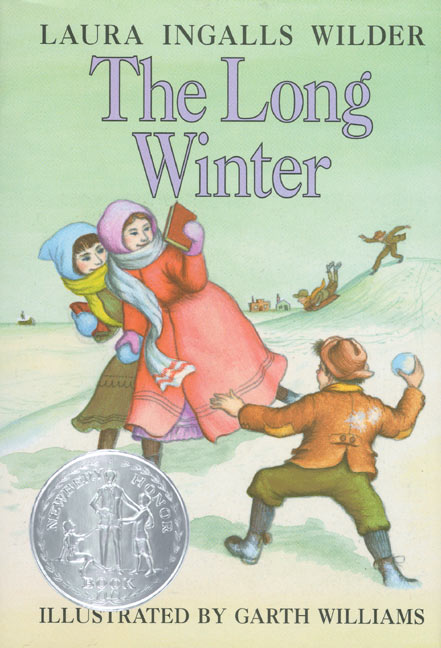 LAURA INGALLS WILDER
The Long
Winter
NEWBERY HONOR
BOOK
ILLUSTRATED BY GARTH WILLIAMS